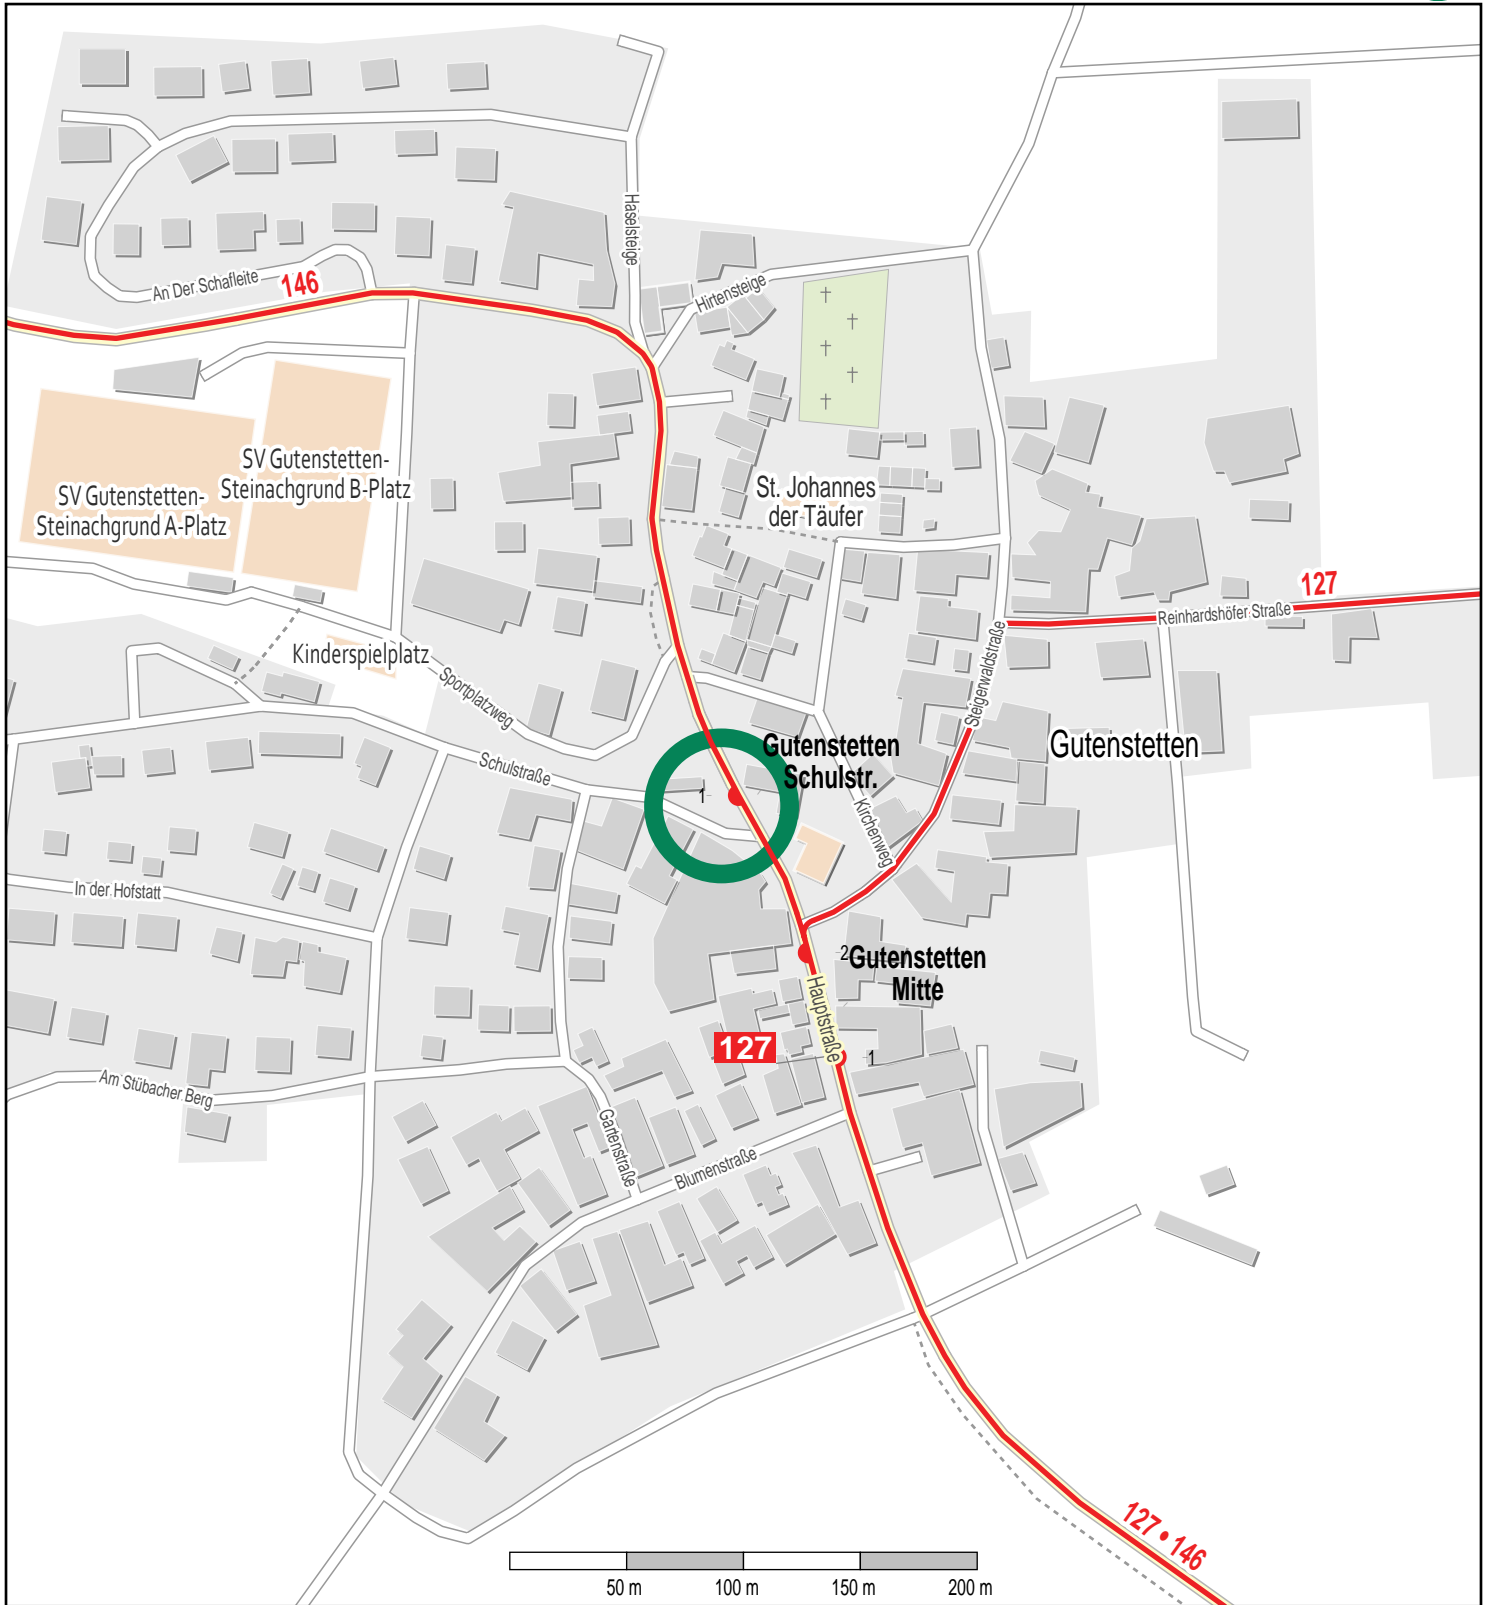 Haselsteige
An Der Schafleite
146
Hirtensteige
SV Gutenstetten-
Steinachgrund B-Platz
SV Gutenstetten-
Steinachgrund A-Platz
St. Johannes
der Täufer
127
Reinhardshöfer Straße
Kinderspielplatz
Sportplatzweg
Steigerwaldstraße
Gutenstetten
Gutenstetten
Schulstr.
Schulstraße
1
Kirchenweg
In der Hofstatt
2
Gutenstetten
Mitte
Hauptstraße
127
1
Am Stübacher Berg
Gartenstraße
Blumenstraße
127 • 146
50 m
100 m
150 m
200 m